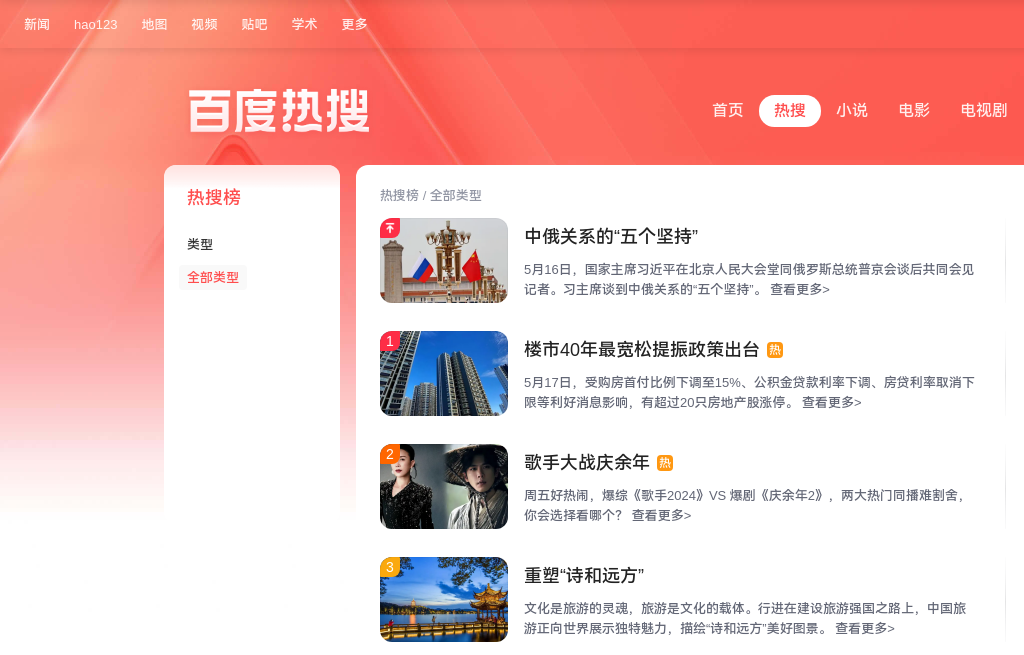 新闻 hao123 地图 视频 贴吧 学术 更多
百度热搜
首页 热搜 小说 电影 电视剧
热搜榜
类型
全部类型
热搜榜 / 全部类型
中俄关系的“五个坚持”
5月16日，国家主席习近平在北京人民大会堂同俄罗斯总统普京会谈后共同会见
记者。习主席谈到中俄关系的“五个坚持”。 查看更多>
1
楼市40年最宽松提振政策出台 热
5月17日，受购房首付比例下调至15%、公积金贷款利率下调、房贷利率取消下
限等利好消息影响，有超过20只房地产股涨停。 查看更多>
2
歌手大战庆余年 热
周五好热闹，爆综《歌手2024》VS 爆剧《庆余年2》，两大热门同播难割舍，
你会选择看哪个？ 查看更多>
3
重塑“诗和远方”
文化是旅游的灵魂，旅游是文化的载体。行进在建设旅游强国之路上，中国旅
游正向世界展示独特魅力，描绘“诗和远方”美好图景。 查看更多>